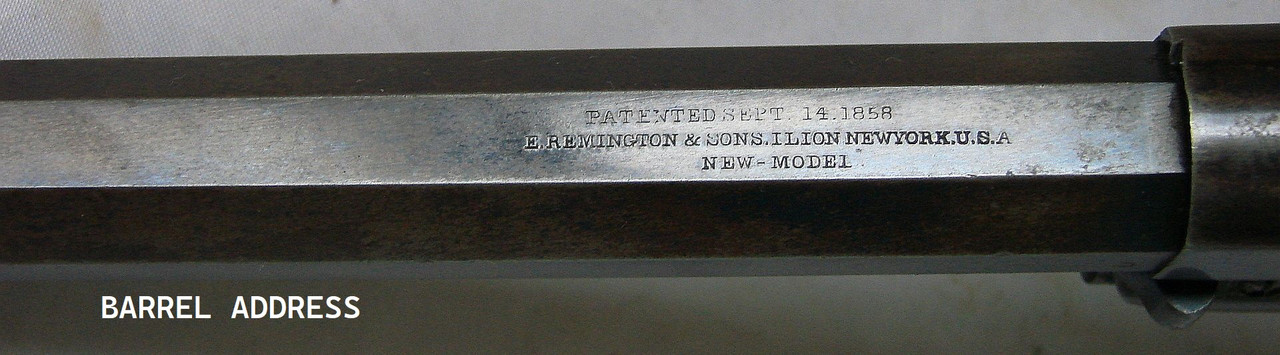 PATENTED SEPT. 14.1858
E. REMINGTON & SONS. ILION NEWYORK.U.S.A
NEW-MODEL
BARREL ADDRESS